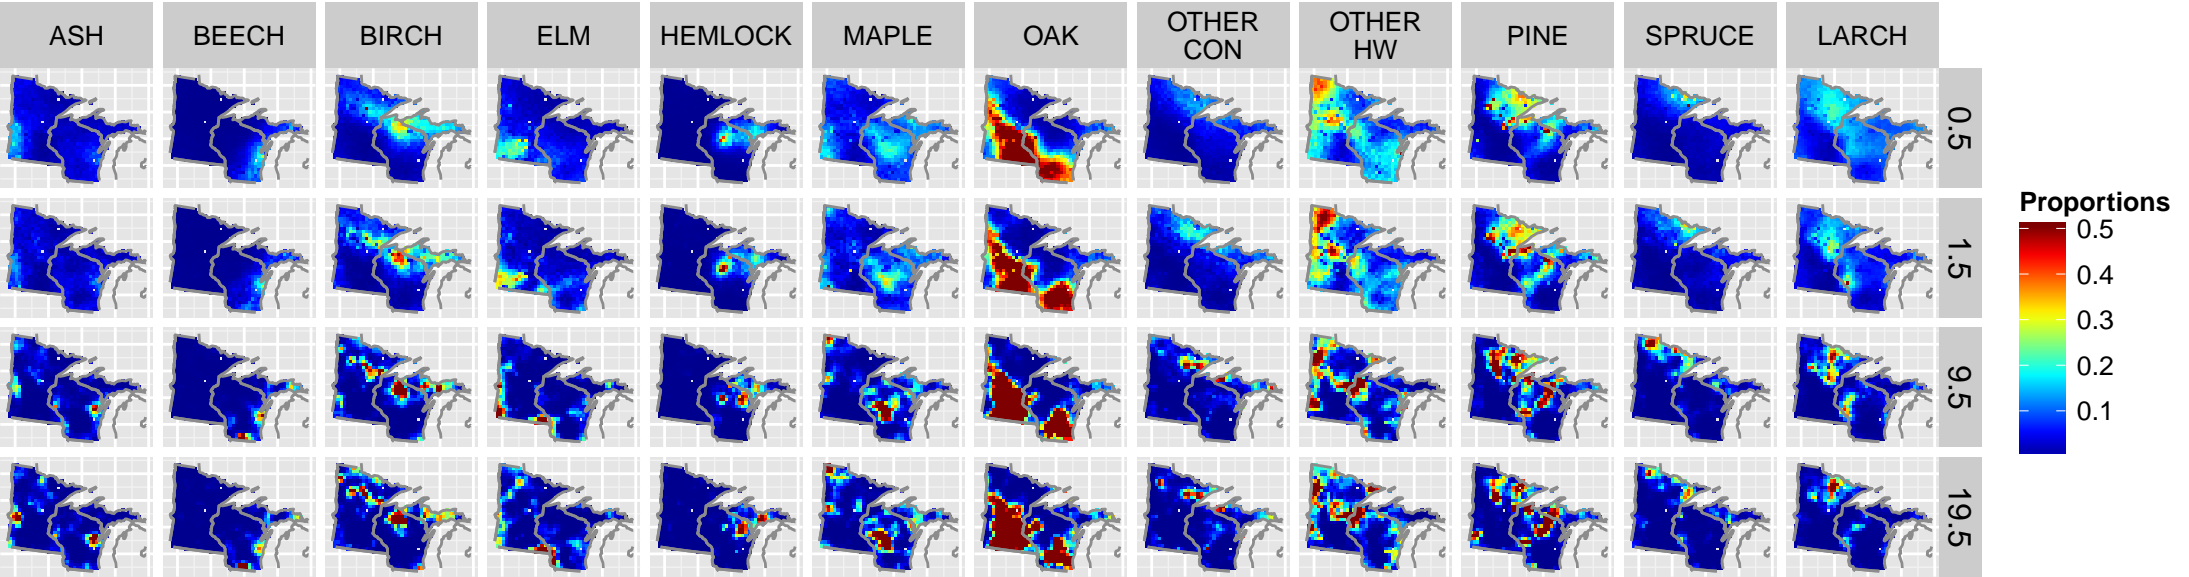 ASH
BEECH
BIRCH
ELM
HEMLOCK
MAPLE
OAK
OTHER
CON
OTHER
HW
PINE
SPRUCE
LARCH
0.5
1.5
9.5
19.5
Proportions
0.5
0.4
0.3
0.2
0.1